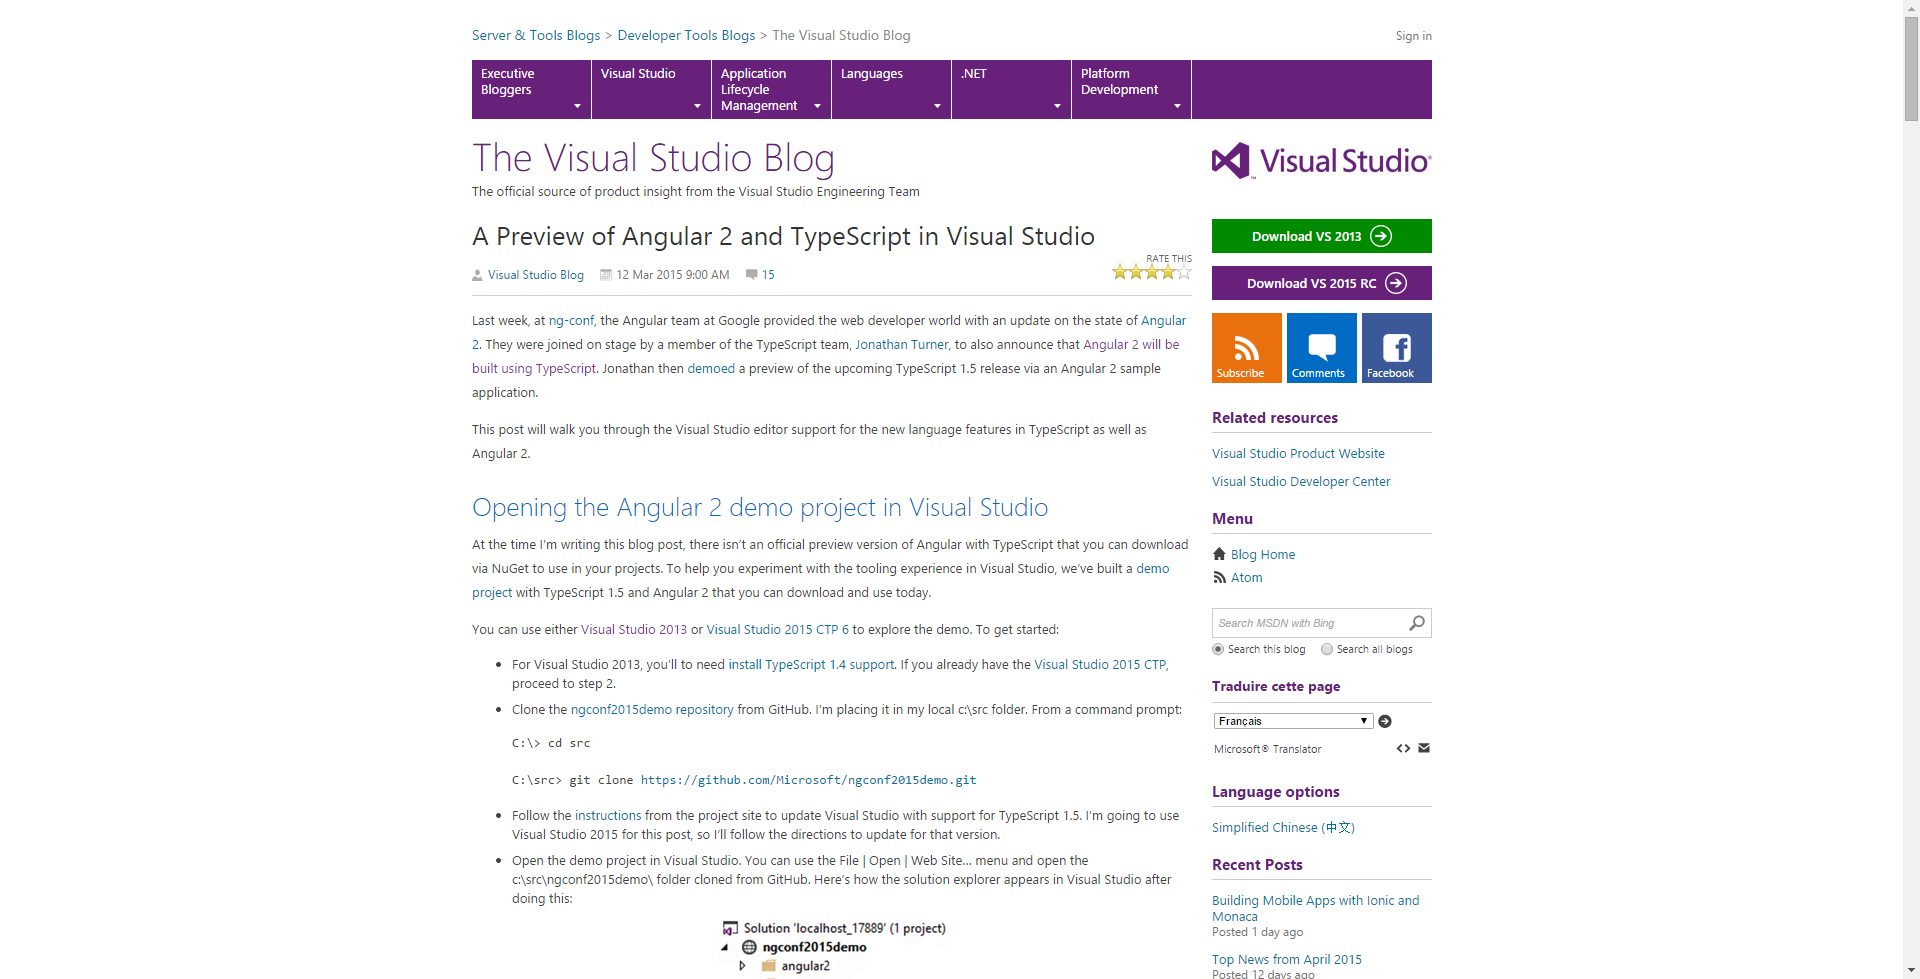 Server & Tools Blogs > Developer Tools Blogs > The Visual Studio Blog
Sign in
Executive
Bloggers
Visual Studio
Application
Lifecycle
Management
Languages
.NET
Platform
Development
The Visual Studio Blog
The official source of product insight from the Visual Studio Engineering Team
Visual Studio
A Preview of Angular 2 and TypeScript in Visual Studio
Visual Studio Blog
12 Mar 2015 9:00 AM
15
RATE THIS
Last week, at ng-conf, the Angular team at Google provided the web developer world with an update on the state of Angular
2. They were joined on stage by a member of the TypeScript team, Jonathan Turner, to also announce that Angular 2 will be
built using TypeScript. Jonathan then demoed a preview of the upcoming TypeScript 1.5 release via an Angular 2 sample
application.
This post will walk you through the Visual Studio editor support for the new language features in TypeScript as well as
Angular 2.
Opening the Angular 2 demo project in Visual Studio
At the time I'm writing this blog post, there isn't an official preview version of Angular with TypeScript that you can download
via NuGet to use in your projects. To help you experiment with the tooling experience in Visual Studio, we've built a demo
project with TypeScript 1.5 and Angular 2 that you can download and use today.
You can use either Visual Studio 2013 or Visual Studio 2015 CTP 6 to explore the demo. To get started:
• For Visual Studio 2013, you'll to need install TypeScript 1.4 support. If you already have the Visual Studio 2015 CTP,
proceed to step 2.
• Clone the ngconf2015demo repository from GitHub. I'm placing it in my local c:\src folder. From a command prompt:
C:\> cd src
C:\src> git clone https://github.com/Microsoft/ngconf2015demo.git
• Follow the instructions from the project site to update Visual Studio with support for TypeScript 1.5. I'm going to use
Visual Studio 2015 for this post, so I'll follow the directions to update for that version.
• Open the demo project in Visual Studio. You can use the File | Open | Web Site... menu and open the
c:\src\ngconf2015demo\ folder cloned from GitHub. Here's how the solution explorer appears in Visual Studio after
doing this:
Solution 'localhost_17889' (1 project)
ngconf2015demo
angular2
Download VS 2013
Download VS 2015 RC
Subscribe
Comments
Facebook
Related resources
Visual Studio Product Website
Visual Studio Developer Center
Menu
Blog Home
Atom
Search MSDN with Bing
Search this blog
Search all blogs
Traduire cette page
Français
Microsoft® Translator
Language options
Simplified Chinese (中文)
Recent Posts
Building Mobile Apps with Ionic and
Monaca
Posted 1 day ago
Top News from April 2015
Posted 12 days ago